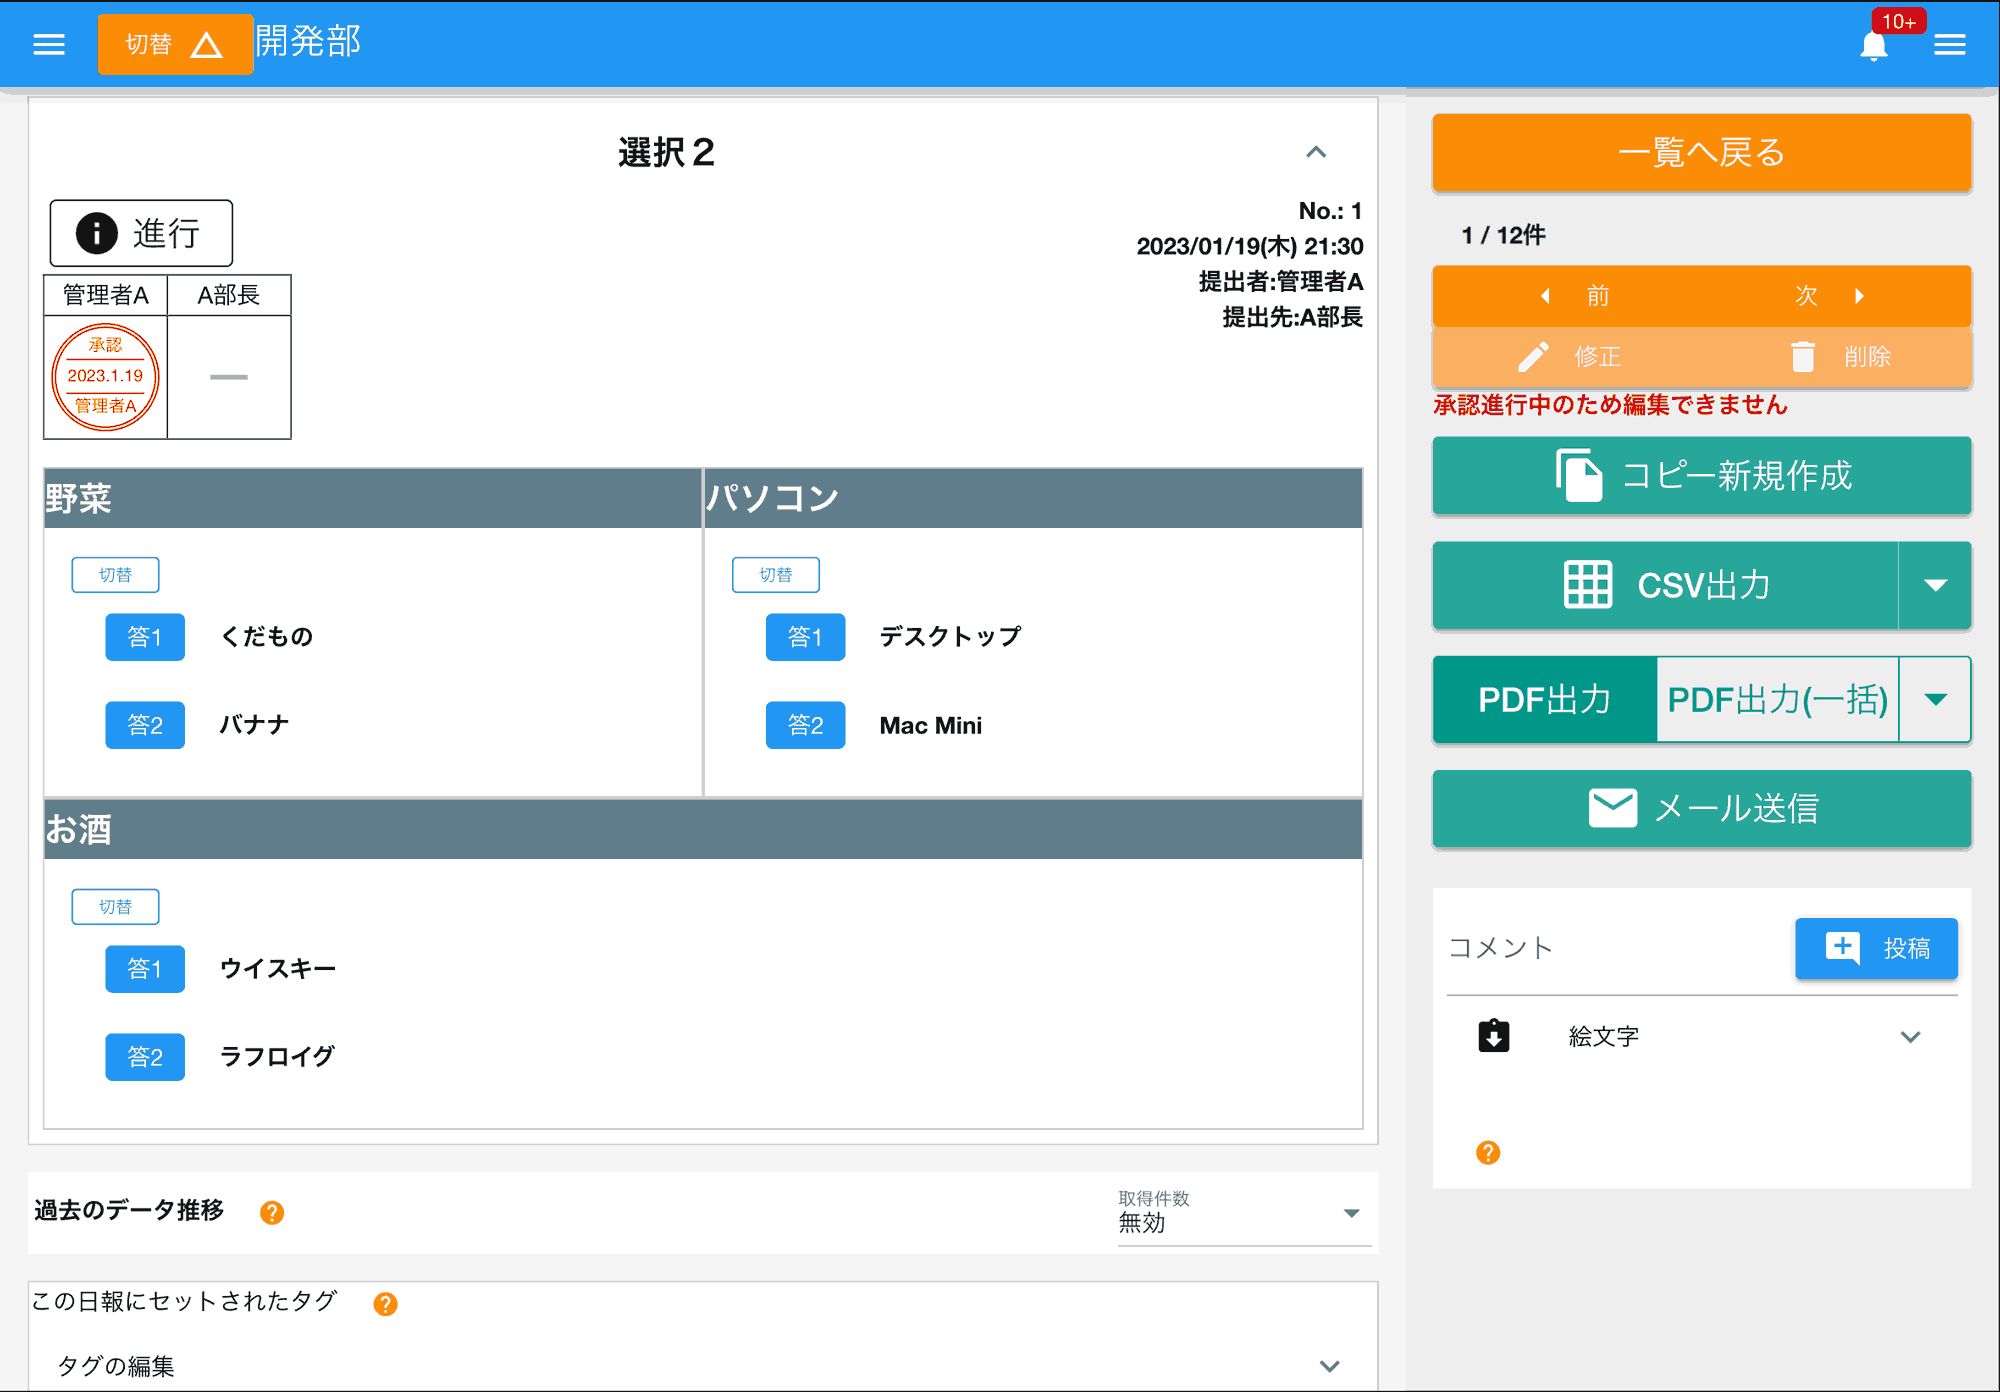 切替
開発部
10+
選択２
進行
No.: 1
2023/01/19(木) 21:30
提出者:管理者A
提出先:A部長
管理者A
A部長
承認
2023.1.19
管理者A
野菜
切替
答1 くだもの
答2 バナナ
パソコン
切替
答1 デスクトップ
答2 Mac Mini
お酒
切替
答1 ウイスキー
答2 ラフロイグ
過去のデータ推移 ?
取得件数
無効
この日報にセットされたタグ ?
タグの編集
一覧へ戻る
1 / 12件
前 次
修正 削除
承認進行中のため編集できません
コピー新規作成
CSV出力
PDF出力 PDF出力(一括)
メール送信
コメント 投稿
絵文字
?